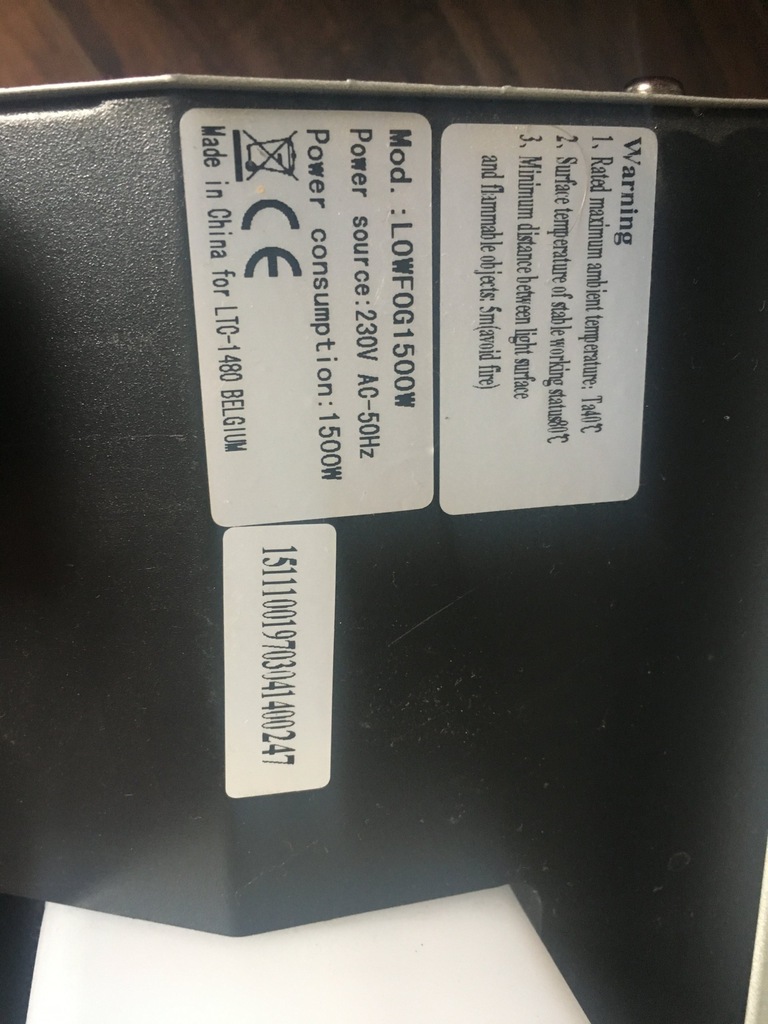 Warning
1、Rated maximum ambient temperature: Ta40℃
2、Surface temperature of stable working status80℃
3、Minimum distance between light surface
and flammable objects: 5m(avoid fire)
Mod.:LOWFOG1500W
Power source:230V AC-50Hz
Power consumption:1500W
CE
Made in China for LTC-1480 BELGIUM
151110019703041400247